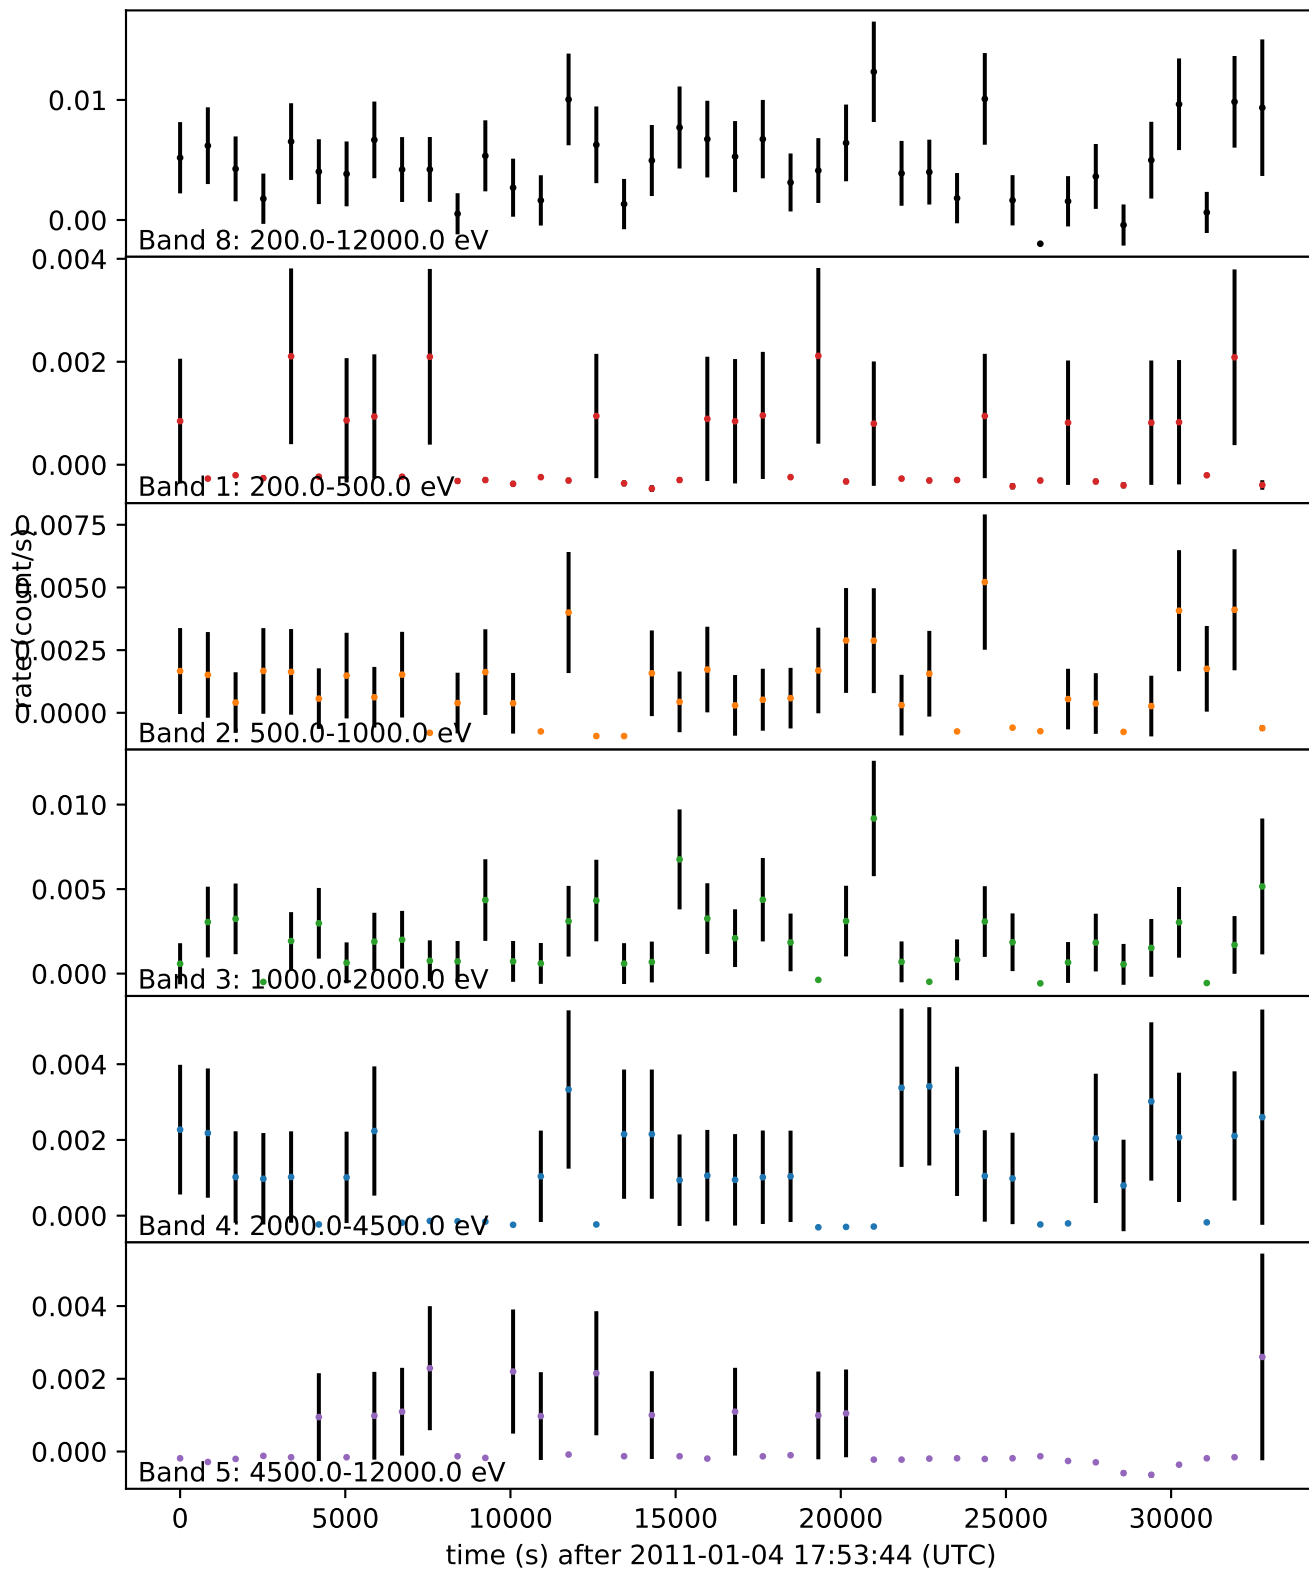 0.01
0.00
Band 8: 200.0-12000.0 eV
0.004
0.002
0.000
Band 1: 200.0-500.0 eV
rate (count/s)
0.0075
0.0050
0.0025
0.0000
Band 2: 500.0-1000.0 eV
0.010
0.005
0.000
Band 3: 1000.0-2000.0 eV
0.004
0.002
0.000
Band 4: 2000.0-4500.0 eV
0.004
0.002
0.000
Band 5: 4500.0-12000.0 eV
0 5000 10000 15000 20000 25000 30000
time (s) after 2011-01-04 17:53:44 (UTC)